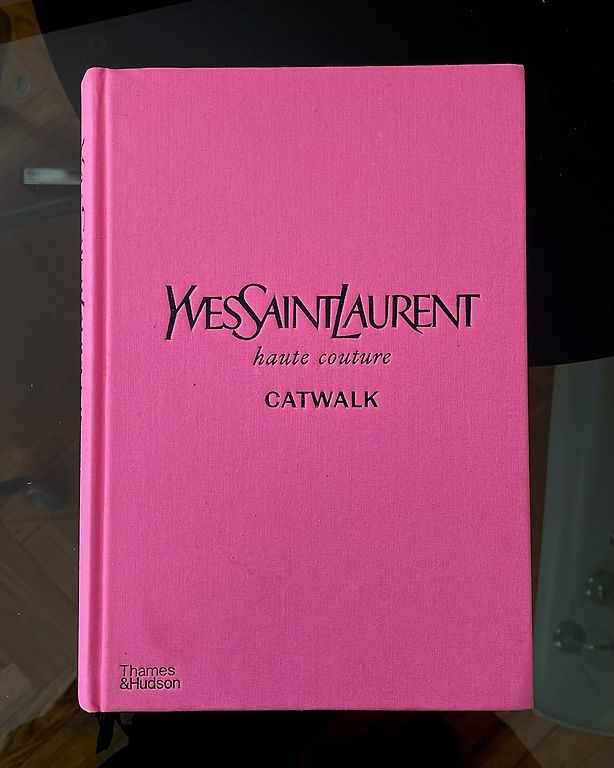 YVESSAINTLAURENT
haute couture
CATWALK
Thames
&Hudson